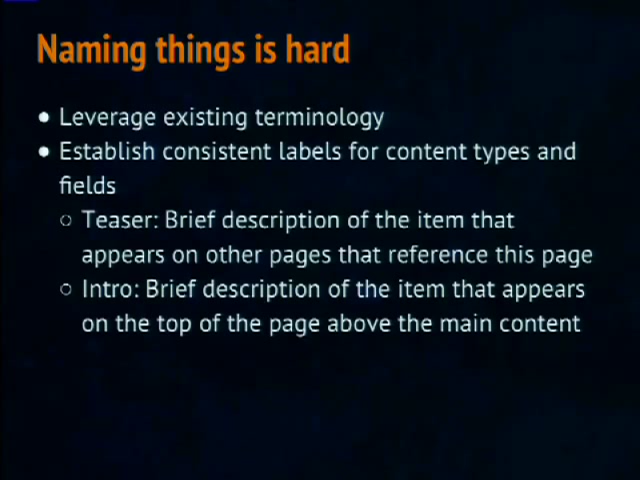 Naming things is hard
● Leverage existing terminology
● Establish consistent labels for content types and
fields
○ Teaser: Brief description of the item that
appears on other pages that reference this page
○ Intro: Brief description of the item that appears
on the top of the page above the main content